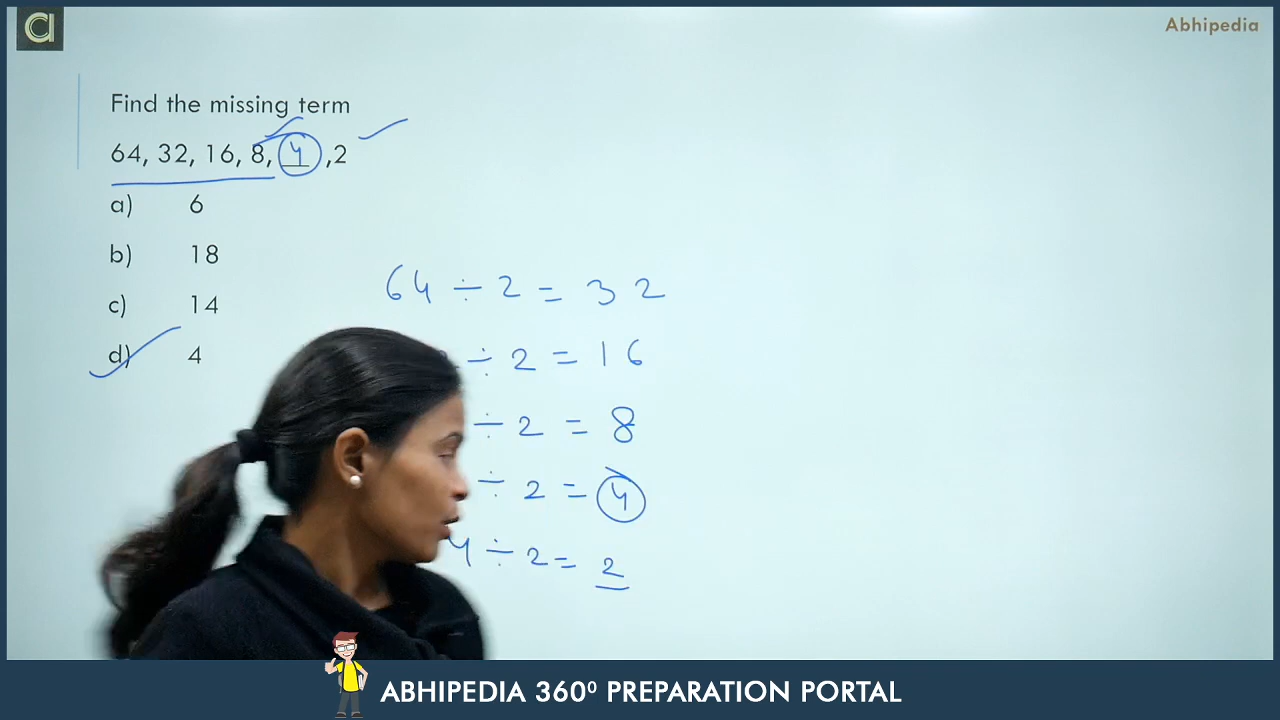 Abhipedia
Find the missing term
64, 32, 16, 8, 4 ,2
a) 6
b) 18
c) 14
d) 4
64 ÷ 2 = 32
÷ 2 = 16
÷ 2 = 8
÷ 2 = 4
4 ÷ 2 = 2
ABHIPEDIA 360⁰ PREPARATION PORTAL